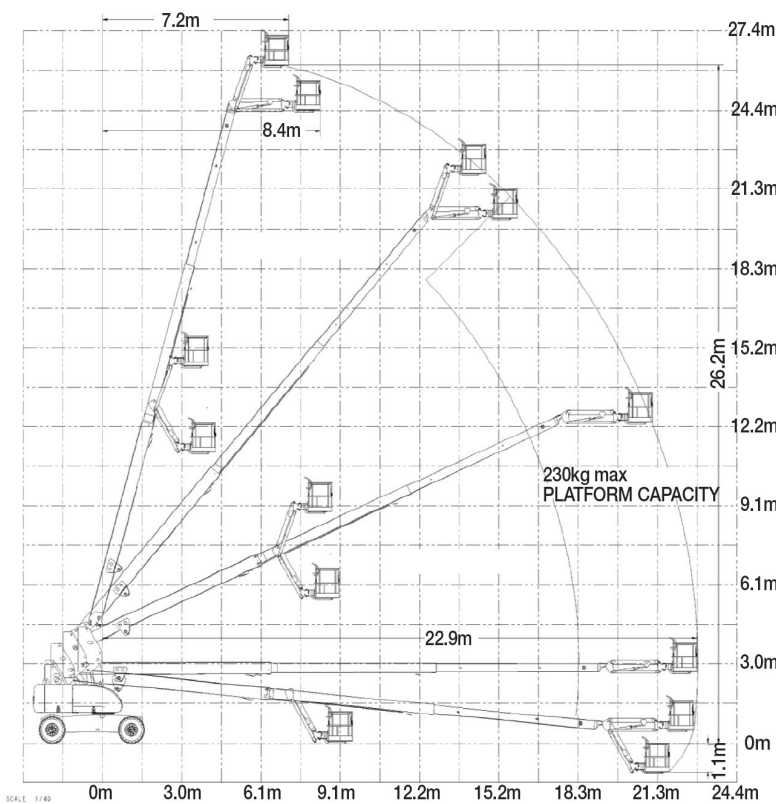 7.2m
27.4m
24.4m
8.4m
21.3m
18.3m
15.2m
26.2m
12.2m
230kg max
PLATFORM CAPACITY
9.1m
6.1m
22.9m
3.0m
0m
1.1m
SCALE 1/80
0m 3.0m 6.1m 9.1m 12.2m 15.2m 18.3m 21.3m 24.4m